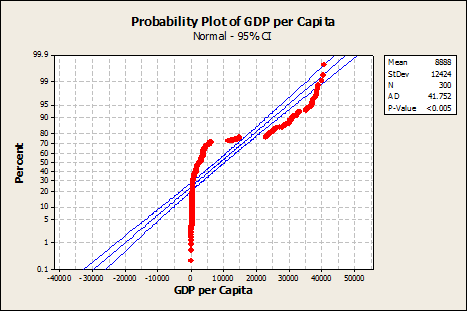 Probability Plot of GDP per Capita
Normal - 95% CI
99.9
99
95
90
80
70
60
50
40
30
20
10
5
1
0.1
Percent
-40000 -30000 -20000 -10000 0 10000 20000 30000 40000 50000
GDP per Capita
Mean 8888
StDev 12424
N 300
AD 41.752
P-Value <0.005